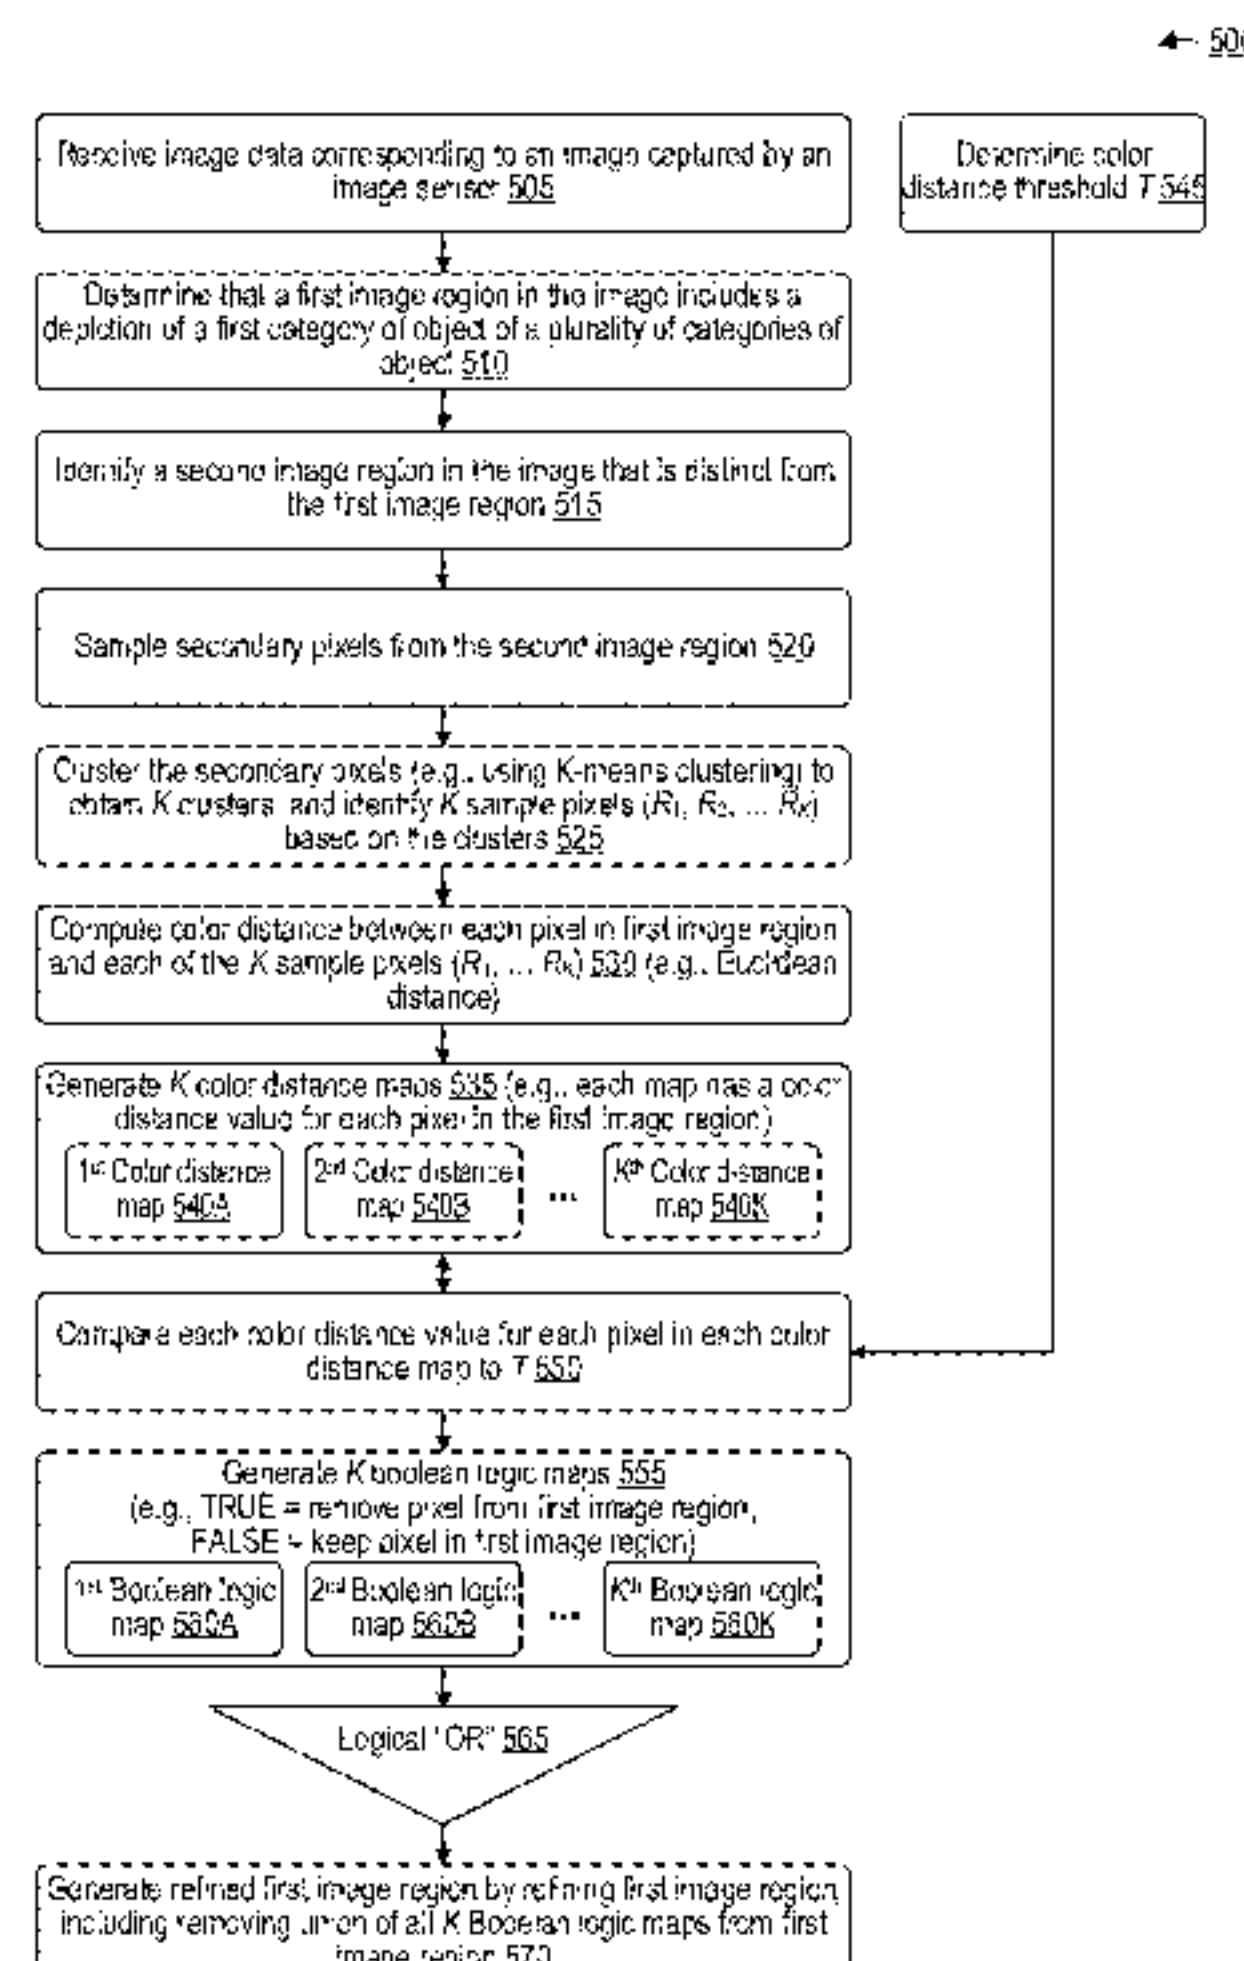 Receive image data corresponding to an image captured by an
image sensor 505
Determine color
distance threshold T 545
Determine that a first image region in the image includes a
depiction of a first category of object of a plurality of categories of
object 510
Identify a second image region in the image that is distinct from
the first image region 515
Sample secondary pixels from the second image region 520
Cluster the secondary pixels (e.g., using K-means clustering) to
obtain K clusters, and identify K sample pixels (R1, R2, ... RK)
based on the clusters 525
Compute color distance between each pixel in first image region
and each of the K sample pixels (R1, ... RK) 530 (e.g., Euclidean
distance)
Generate K color distance maps 535 (e.g., each map has a color
distance value for each pixel in the first image region)
1st Color distance
map 540A
2nd Color distance
map 540B
...
Kth Color distance
map 540K
Compare each color distance value for each pixel in each color
distance map to T 550
Generate K boolean logic maps 555
(e.g., TRUE = remove pixel from first image region,
FALSE = keep pixel in first image region)
1st Boolean logic
map 560A
2nd Boolean logic
map 560B
...
Kth Boolean logic
map 560K
Logical "OR" 565
Generate refined first image region by refining first image region,
including removing union of all K Boolean logic maps from first
image region 570